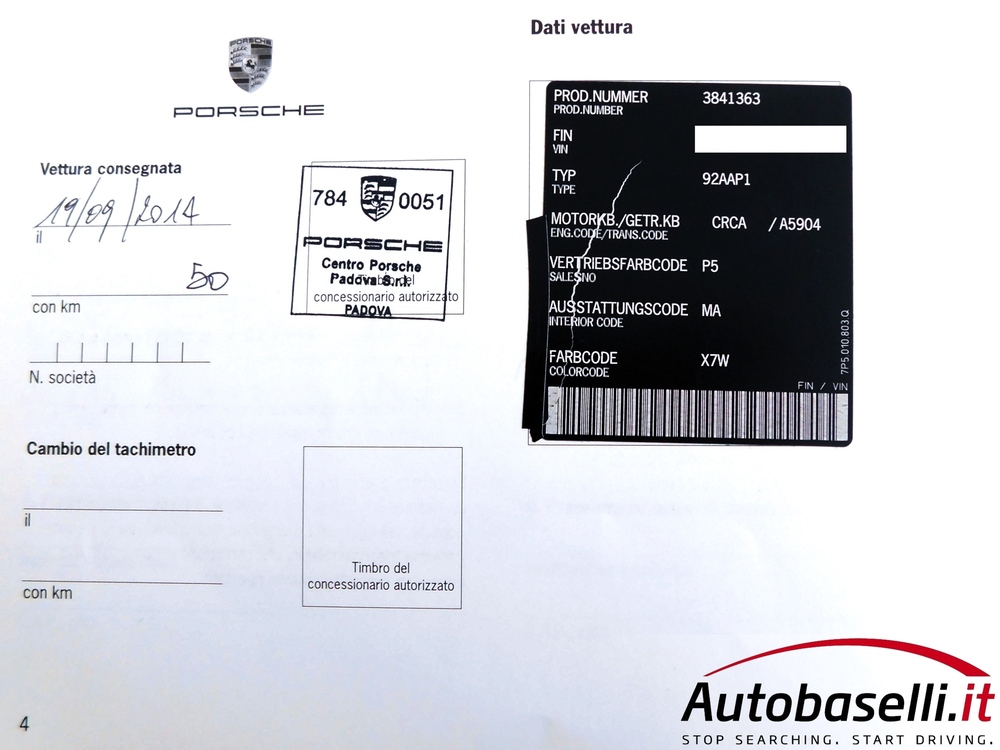 PORSCHE
PORSCHE
Vettura consegnata
19/09/2014
il
50
con km
N. società
784 0051
PORSCHE
Centro Porsche
Padova S.r.l.
Timbro del
concessionario autorizzato
PADOVA
Cambio del tachimetro
il
con km
Timbro del
concessionario autorizzato
4
Dati vettura
PROD.NUMMER 3841363
PROD.NUMBER
FIN
VIN
TYP 92AAP1
TYPE
MOTORKB./GETR.KB CRCA / A5904
ENG.CODE/TRANS.CODE
VERTRIEBSFARBCODE P5
SALESNO
AUSSTATTUNGSCODE MA
INTERIOR CODE
FARBCODE X7W
COLORCODE
7P5.010.803 Q
FIN / VIN
Autobaselli.it
STOP SEARCHING. START DRIVING.